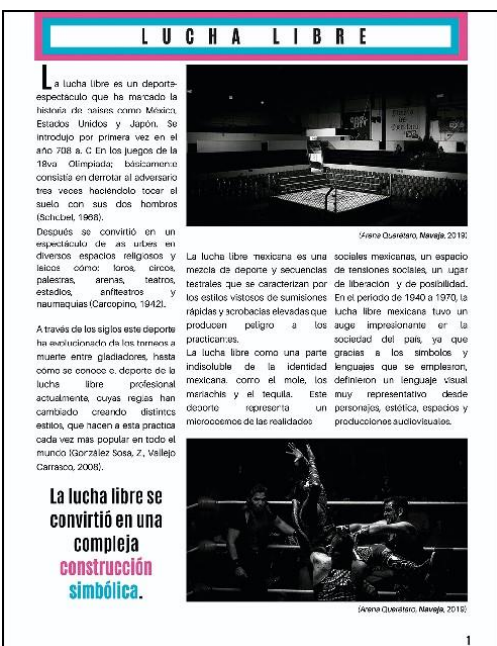 LUCHA LIBRE
La lucha libre es un deporte-
espectáculo que ha marcado la
historia de países como México,
Estados Unidos y Japón. Se
introdujo por primera vez en el
año 708 a. C En los juegos de la
18va Olimpiada; básicamente
consistía en derrotar al adversario
tres veces haciéndolo tocar el
suelo con sus dos hombros
(Schobel, 1968).
Después se convirtió en un
espectáculo de as urbes en
diversos espacios religiosos y
laicos cómo: foros, circos,
palestras, arenas, teatros,
estadios, anfiteatros y
naumaquias (Carcopino, 1942).
A través de los siglos este deporte
ha evolucionado de los torneos a
muerte entre gladiadores, hasta
cómo se conoce e. deporte de la
lucha libre profesional
actualmente, cuyas reglas han
cambiado creando distintos
estilos, que hacen a esta practica
cada vez mas popular en todo el
mundo (González Sosa, Z, Vallejo
Carrasco, 2008).
La lucha libre se
convirtió en una
compleja
construcción
simbólica.
(Arena Querétaro, Navaja, 2019)
La lucha libre mexicana es una
mezcla de deporte y secuencias
teatrales que se caracterizan por
los estilos vistosos de sumisiones
rápidas y acrobacias elevadas que
producen peligro a los
practicantes.
La lucha libre como una parte
indisoluble de la identidad
mexicana, como el mole, los
mariachis y el tequila. Este
deporte representa un
microcosmos de las realidades
sociales mexicanas, un espacio
de tensiones sociales, un lugar
de liberación y de posibilidad.
En el periodo de 1940 a 1970, la
lucha libre mexicana tuvo un
auge impresionante en la
sociedad del país, ya que
gracias a los símbolos y
lenguajes que se emplearon,
definieron un lenguaje visual
muy representativo desde
personajes, estética, espacios y
producciones audiovisuales.
(Arena Querétaro, Navaja, 2019)
1